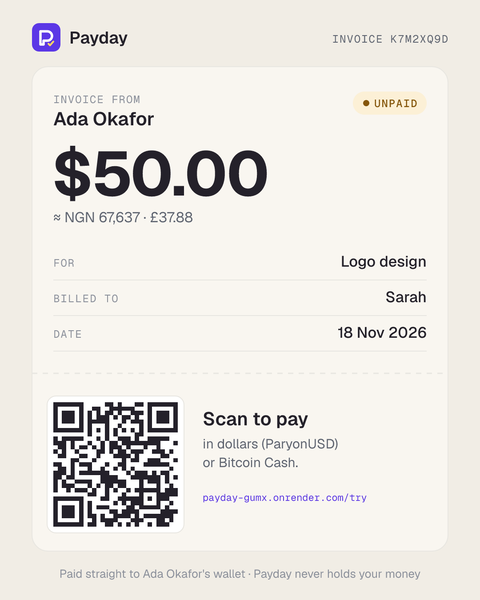 Payday
INVOICE K7M2XQ9D
INVOICE FROM
Ada Okafor
UNPAID
$50.00
≈ NGN 67,637 · £37.88
FOR
Logo design
BILLED TO
Sarah
DATE
18 Nov 2026
Scan to pay
in dollars (ParyonUSD)
or Bitcoin Cash.
payday-gumx.onrender.com/try
Paid straight to Ada Okafor's wallet · Payday never holds your money